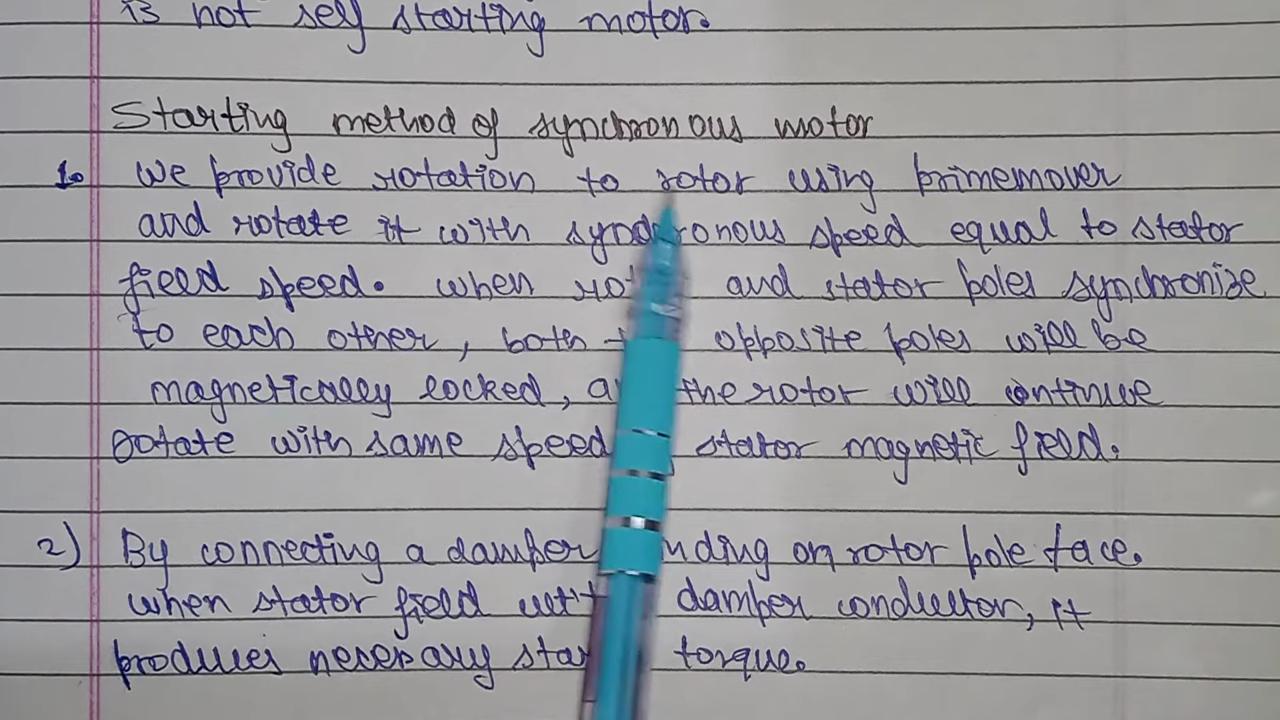 is not self starting motor.
Starting method of synchronous motor
1. We provide rotation to rotor using primemover
and rotate it with synchronous speed equal to stator
field speed. when and stator poles synchronize
to each other, both opposite poles will be
magnetically locked, the rotor will continue
rotate with same speed stator magnetic field.
2) By connecting a damper on rotor pole face.
when stator field damper conductor, it
produces necessary torque.